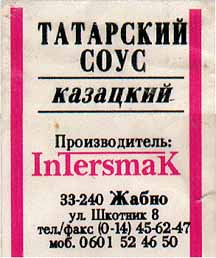 ТАТАРСКИЙ
СОУС
казацкий
Производитель:
InTersmaK
33-240 Жабно
ул. Шкотник 8
тел./факс (0-14) 45-62-47
моб. 0601 52 46 50